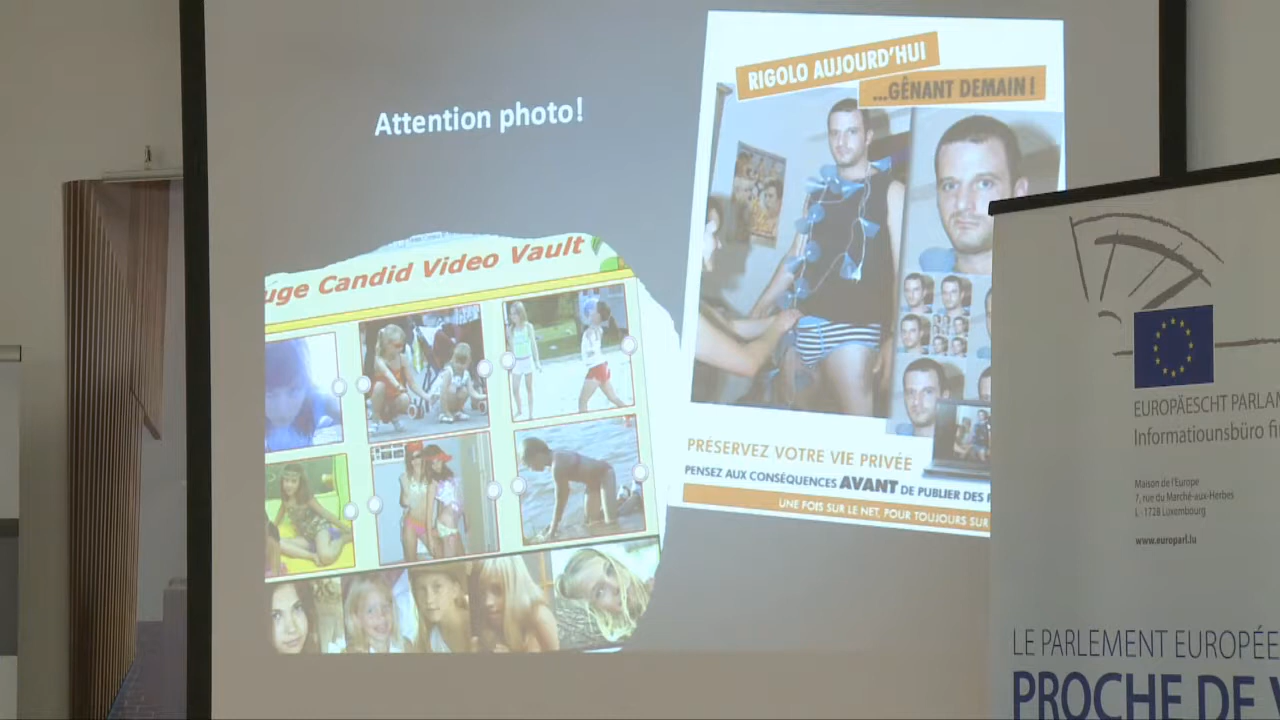 Attention photo!
RIGOLO AUJOURD'HUI
...GÊNANT DEMAIN !
uge Candid Video Vault
PRÉSERVEZ VOTRE VIE PRIVÉE
PENSEZ AUX CONSÉQUENCES AVANT DE PUBLIER DES
UNE FOIS SUR LE NET, POUR TOUJOURS SUR
EUROPÄESCHT PARLAN
Informatiounsbüro fi
Maison de l'Europe
7, rue du Marché-aux-Herbes
L -1728 Luxembourg
www.europarl.lu
LE PARLEMENT EUROPÉE
PROCHE DE V